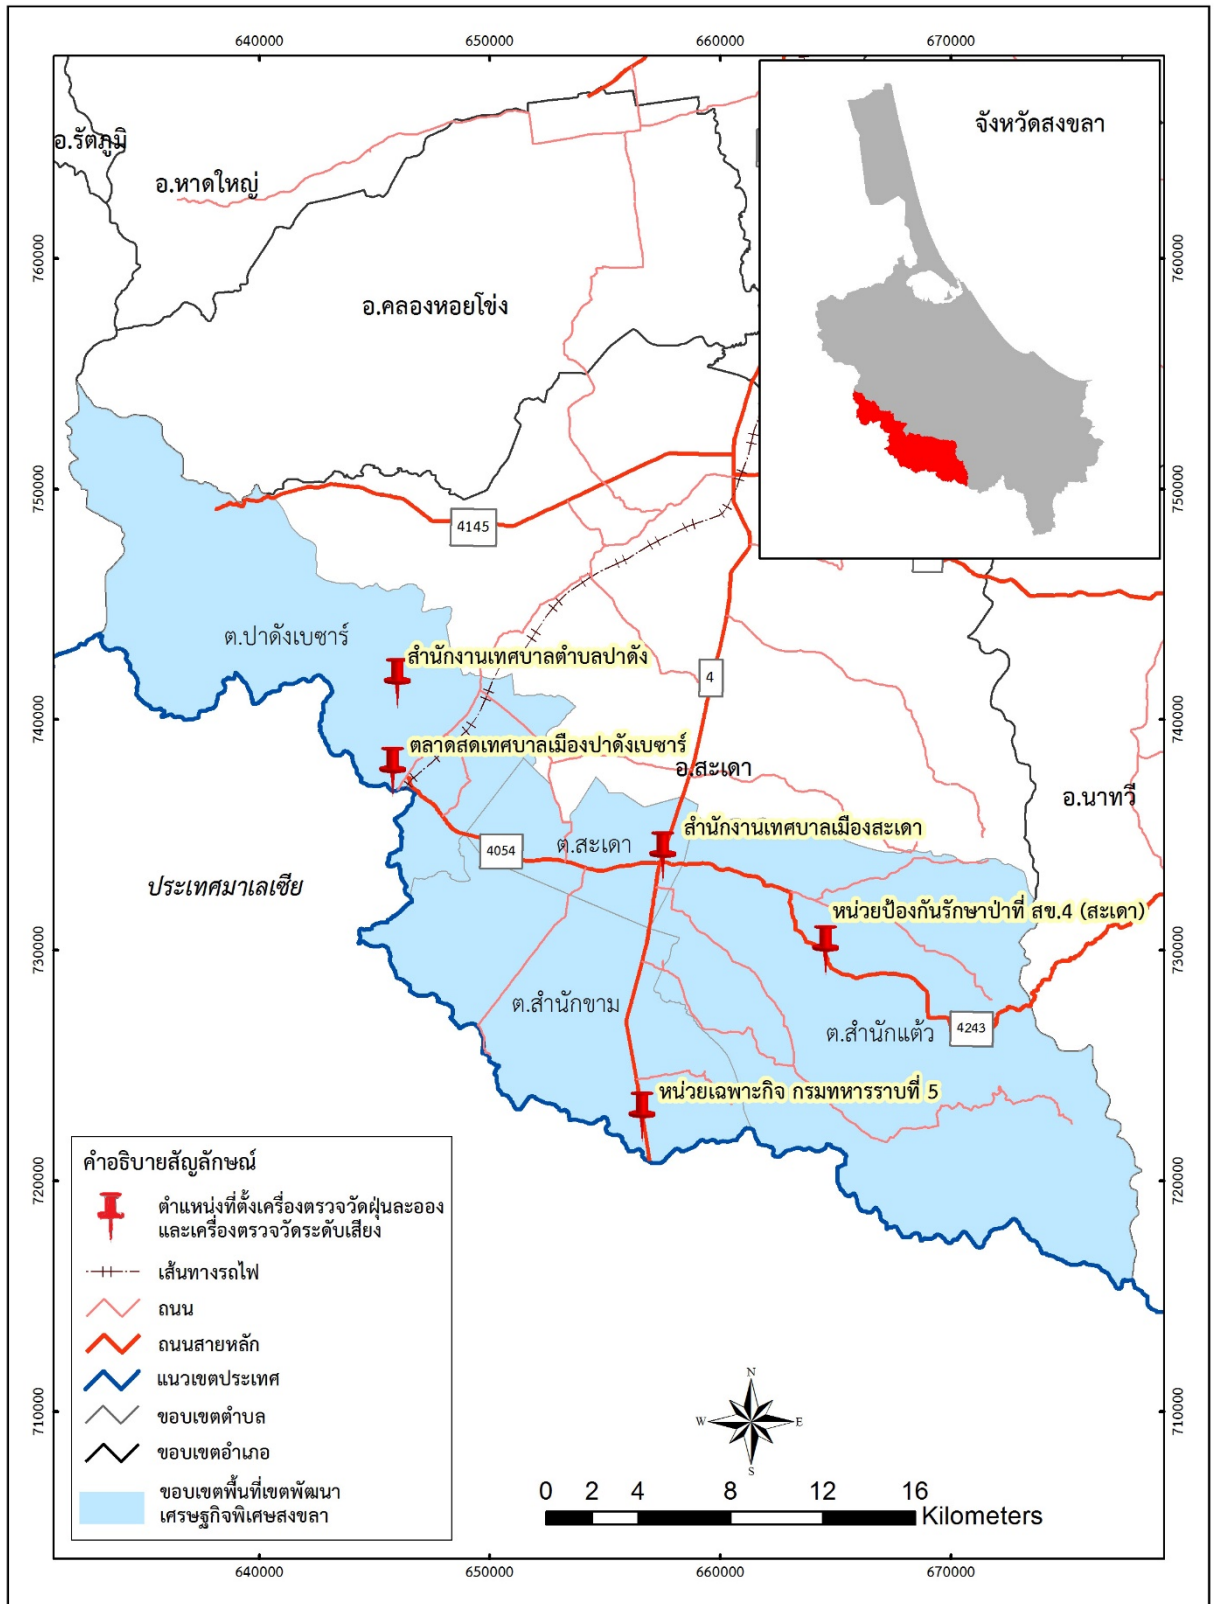 640000
650000
660000
670000
จังหวัดสงขลา
อ.รัตภูมิ
อ.หาดใหญ่
760000
760000
อ.คลองหอยโข่ง
750000
750000
4145
ต.ปาดังเบซาร์
สำนักงานเทศบาลตำบลปาดัง
4
740000
740000
ตลาดสดเทศบาลเมืองปาดังเบซาร์
อ.สะเดา
อ.นาทวี
สำนักงานเทศบาลเมืองสะเดา
4054
ต.สะเดา
ประเทศมาเลเซีย
หน่วยป้องกันรักษาป่าที่ สข.4 (สะเดา)
730000
730000
ต.สำนักขาม
ต.สำนักแต้ว
4243
หน่วยเฉพาะกิจ กรมทหารราบที่ 5
720000
720000
คำอธิบายสัญลักษณ์
ตำแหน่งที่ตั้งเครื่องตรวจวัดฝุ่นละออง
และเครื่องตรวจวัดระดับเสียง
เส้นทางรถไฟ
ถนน
ถนนสายหลัก
แนวเขตประเทศ
ขอบเขตตำบล
ขอบเขตอำเภอ
ขอบเขตพื้นที่เขตพัฒนา
เศรษฐกิจพิเศษสงขลา
710000
710000
N
W
E
S
0 2 4 8 12 16
Kilometers
640000
650000
660000
670000